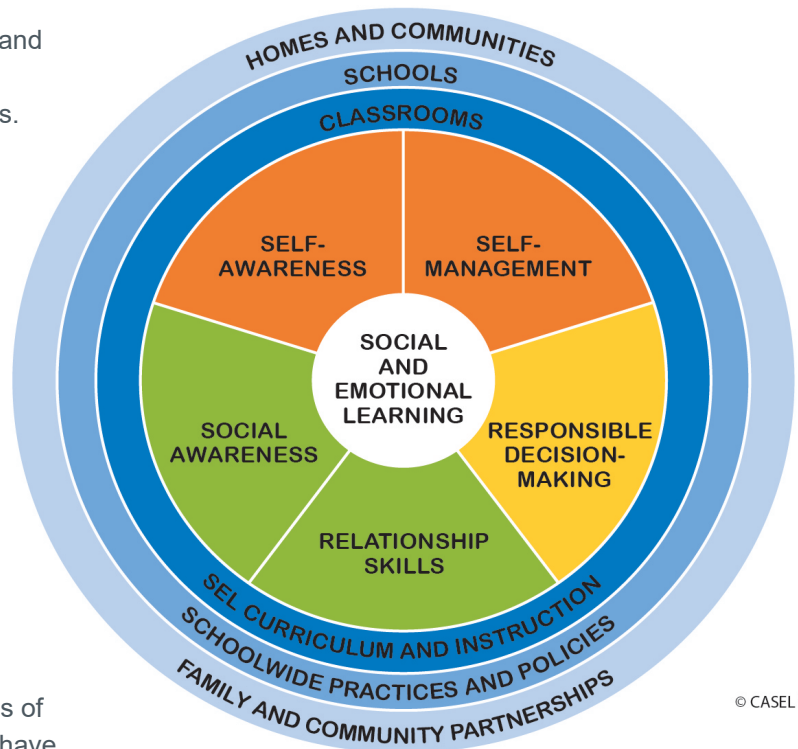 and
s.
HOMES AND COMMUNITIES
SCHOOLS
CLASSROOMS
SELF-
AWARENESS
SELF-
MANAGEMENT
SOCIAL
AND
EMOTIONAL
LEARNING
SOCIAL
AWARENESS
RESPONSIBLE
DECISION-
MAKING
RELATIONSHIP
SKILLS
SEL CURRICULUM AND INSTRUCTION
SCHOOLWIDE PRACTICES AND POLICIES
FAMILY AND COMMUNITY PARTNERSHIPS
© CASEL
s of
have